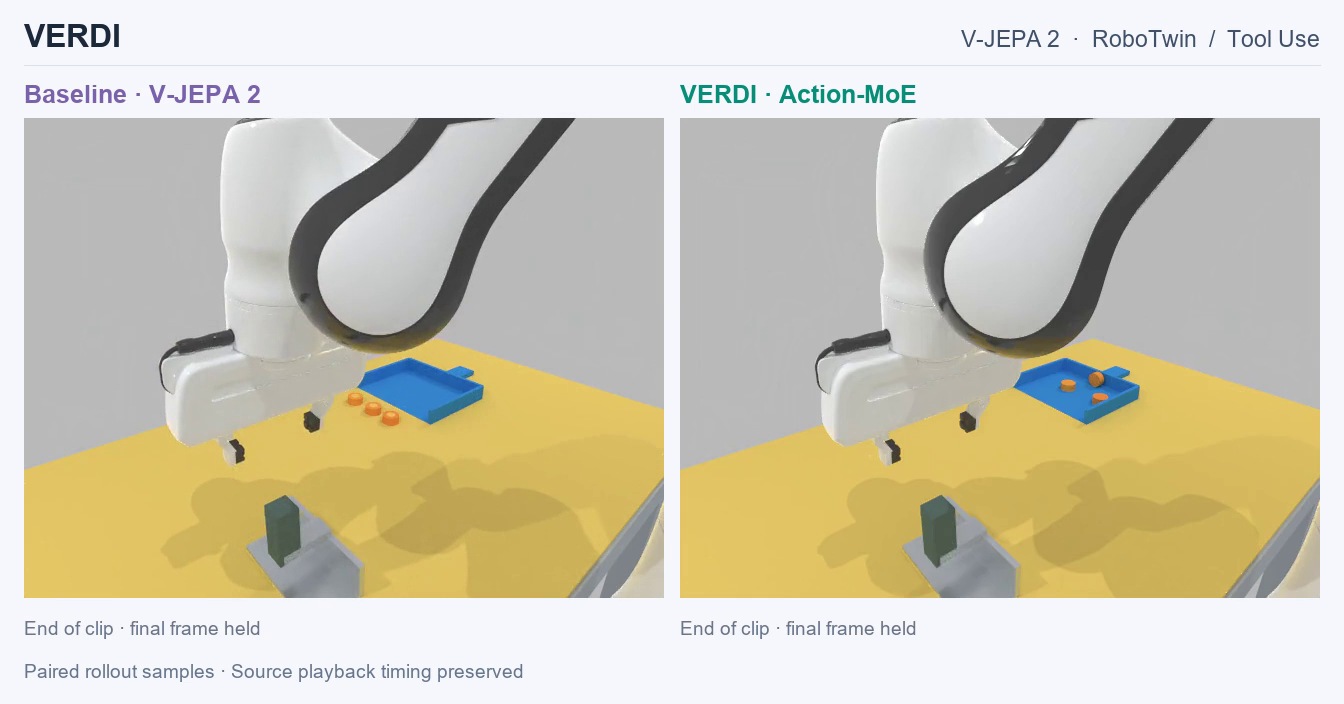 VERDI
V-JEPA 2 · RoboTwin / Tool Use
Baseline · V-JEPA 2
VERDI · Action-MoE
End of clip · final frame held
End of clip · final frame held
Paired rollout samples · Source playback timing preserved